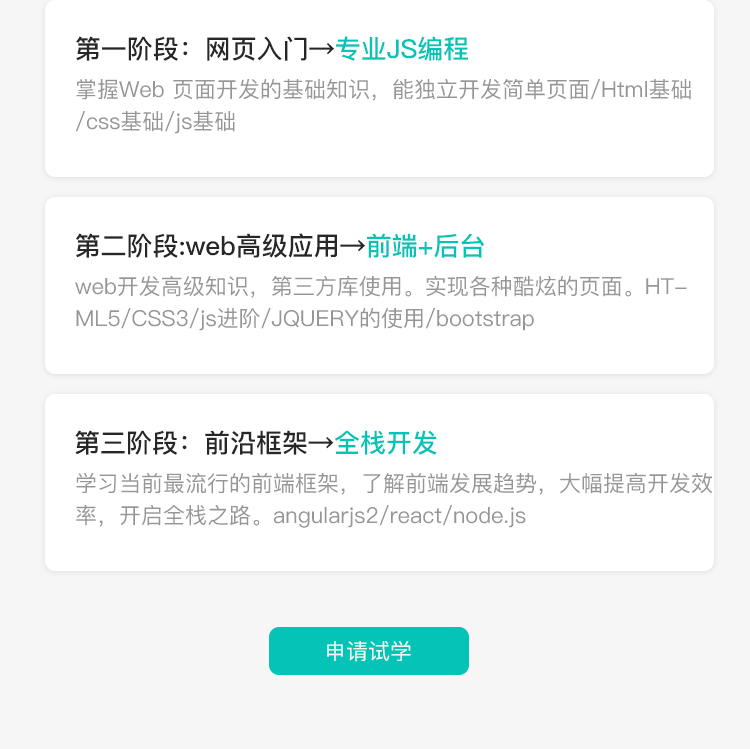 第一阶段：网页入门→专业JS编程
掌握Web 页面开发的基础知识，能独立开发简单页面/Html基础
/css基础/js基础
第二阶段:web高级应用→前端+后台
web开发高级知识，第三方库使用。实现各种酷炫的页面。HT-
ML5/CSS3/js进阶/JQUERY的使用/bootstrap
第三阶段：前沿框架→全栈开发
学习当前最流行的前端框架，了解前端发展趋势，大幅提高开发效
率，开启全栈之路。angularjs2/react/node.js
申请试学